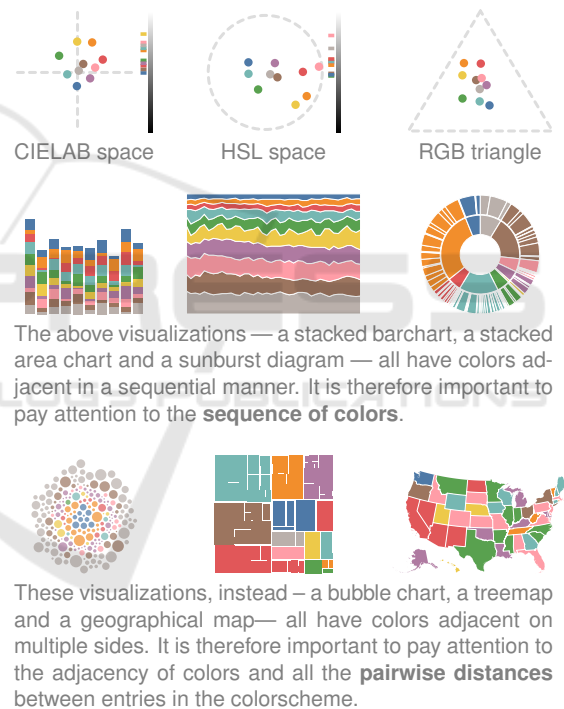 CIELAB space HSL space RGB triangle
The above visualizations — a stacked barchart, a stacked
area chart and a sunburst diagram — all have colors ad-
jacent in a sequential manner. It is therefore important to
pay attention to the sequence of colors.
These visualizations, instead – a bubble chart, a treemap
and a geographical map— all have colors adjacent on
multiple sides. It is therefore important to pay attention to
the adjacency of colors and all the pairwise distances
between entries in the colorscheme.